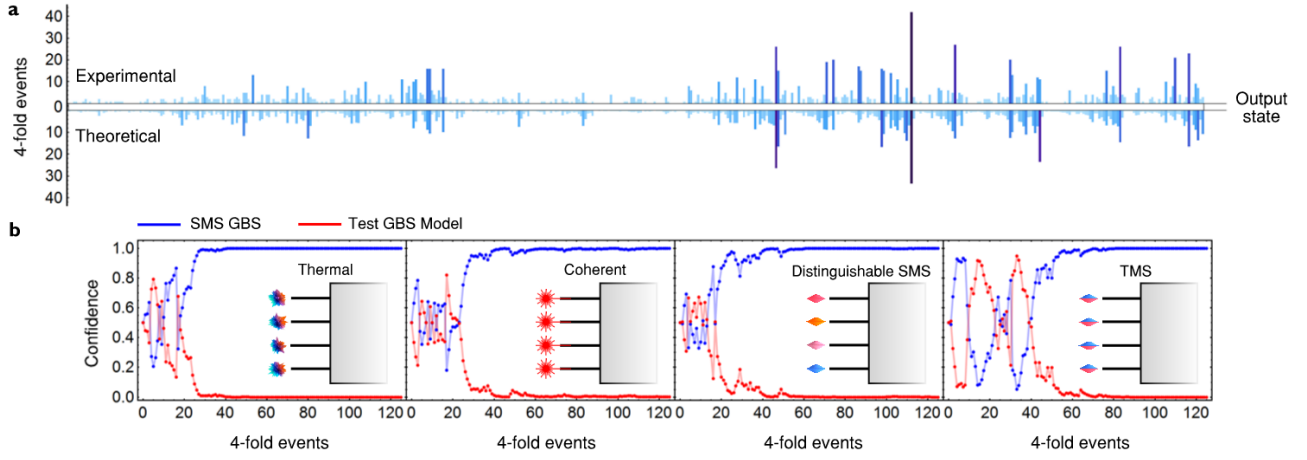 a
4-fold events
40
30
20
10
0
10
20
30
40
Experimental
Theoretical
Output
state
b
SMS GBS
Test GBS Model
Confidence
1.0
0.8
0.6
0.4
0.2
0.0
Thermal
0 20 40 60 80 100 120
4-fold events
Coherent
0 20 40 60 80 100 120
4-fold events
Distinguishable SMS
0 20 40 60 80 100 120
4-fold events
TMS
0 20 40 60 80 100 120
4-fold events